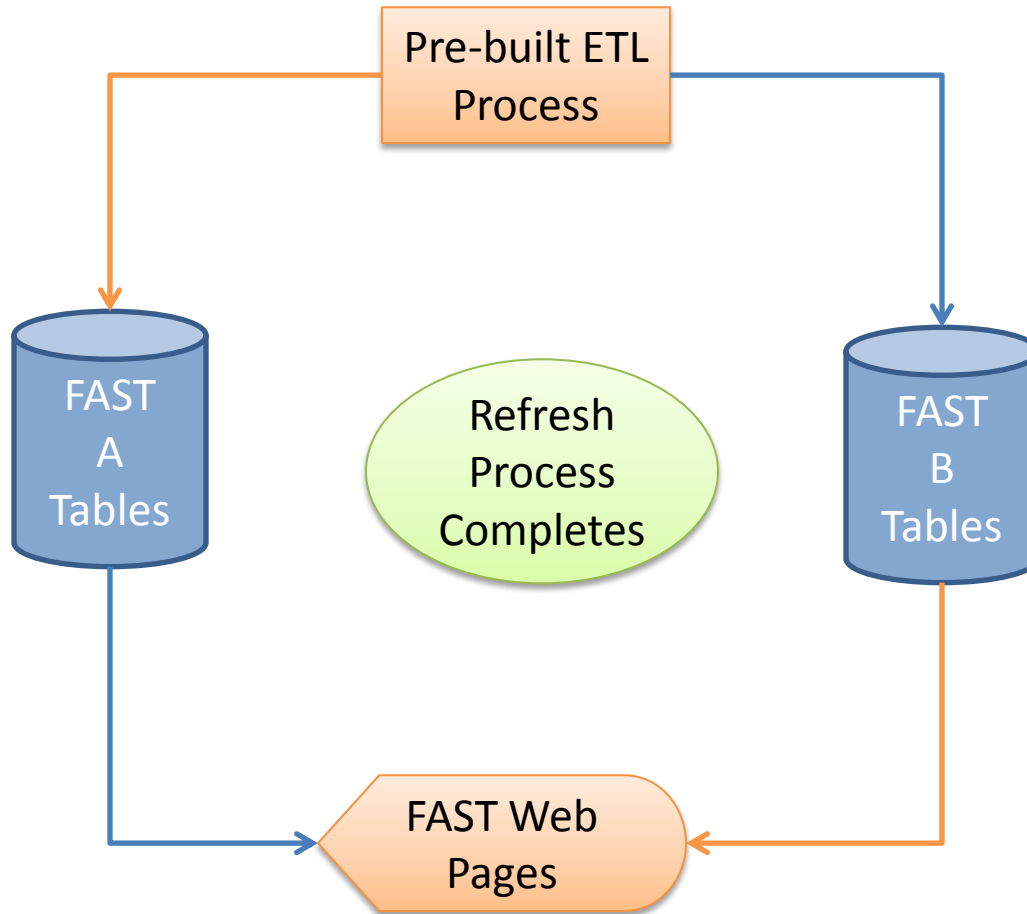 Pre-built ETL
Process
FAST
A
Tables
Refresh
Process
Completes
FAST
B
Tables
FAST Web
Pages